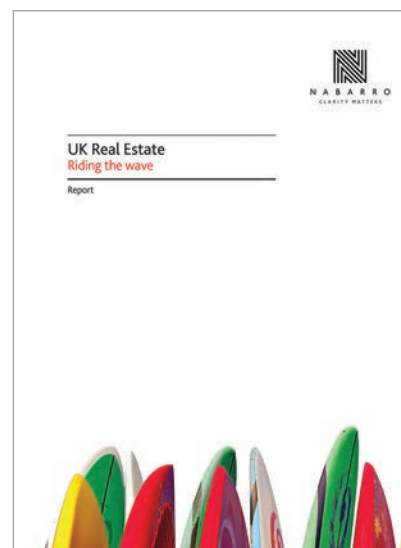 NABARRO
CLARITY MATTERS
UK Real Estate
Riding the wave
Report